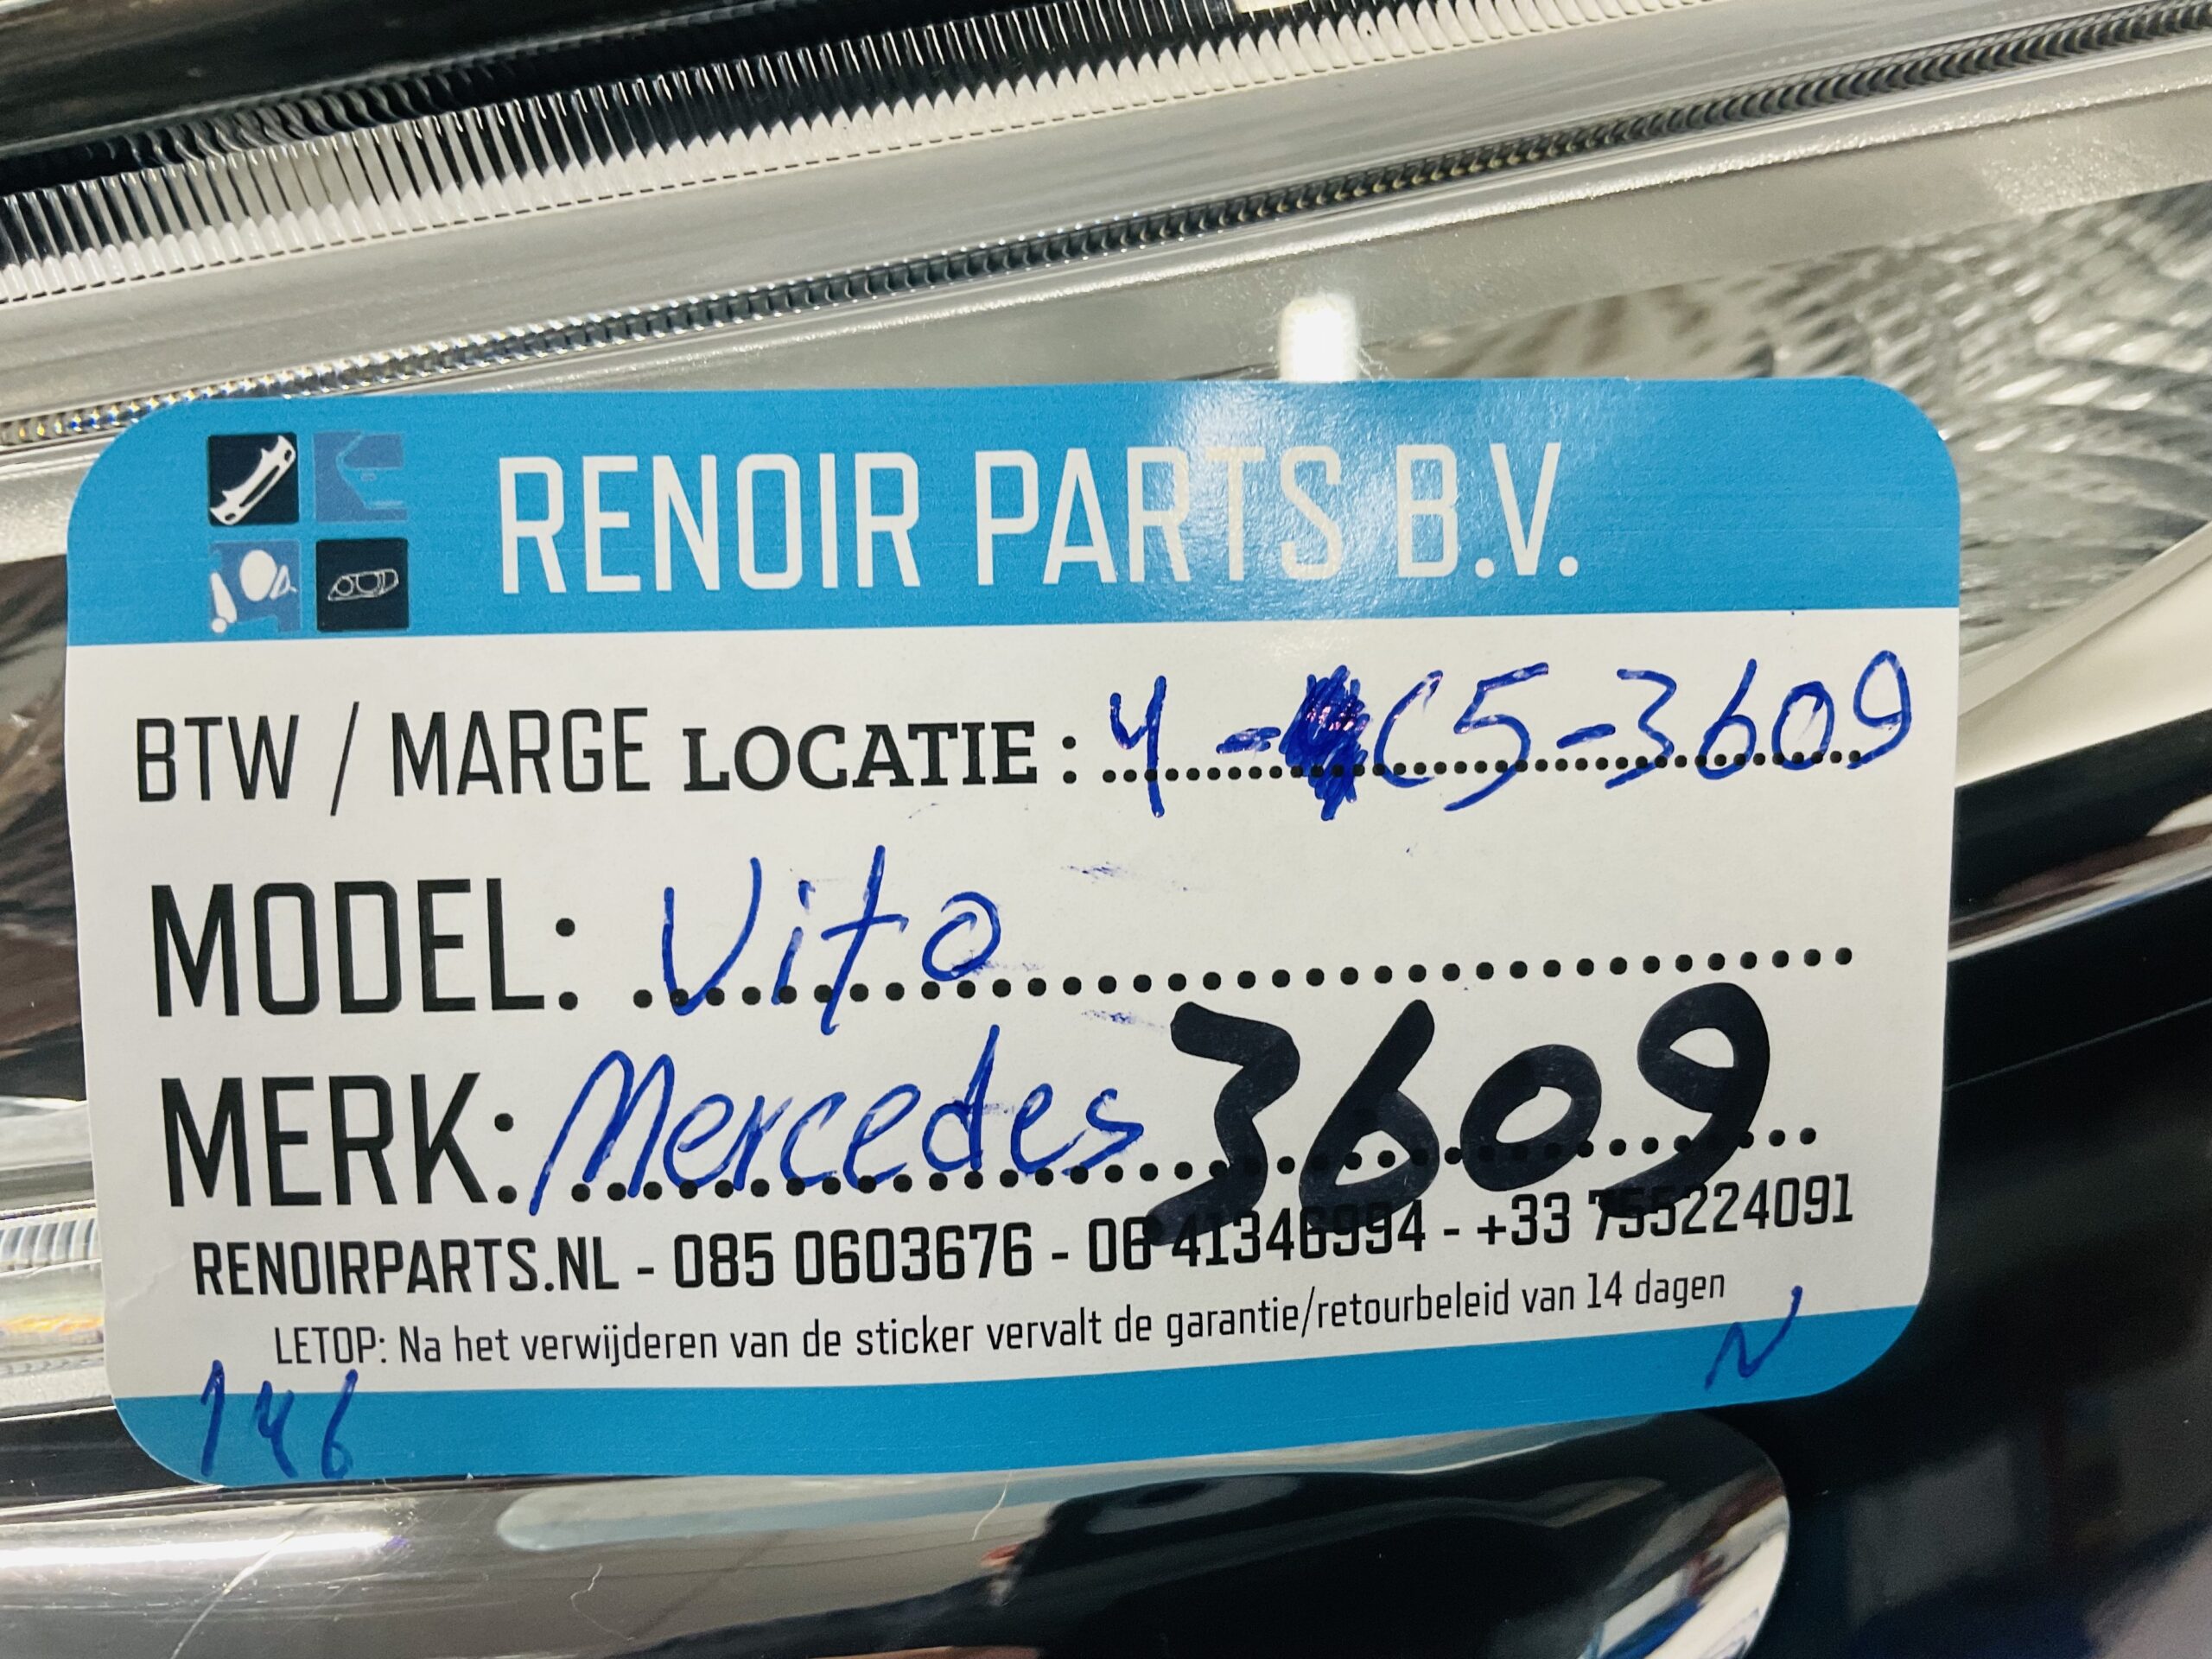 RENOIR PARTS B.V.
BTW / MARGE LOCATIE : 4 - C5-3609
MODEL: Vito
MERK: Mercedes 3609
RENOIRPARTS.NL - 085 0603676 - 06 41346994 - +33 755224091
LETOP: Na het verwijderen van de sticker vervalt de garantie/retourbeleid van 14 dagen
146 N